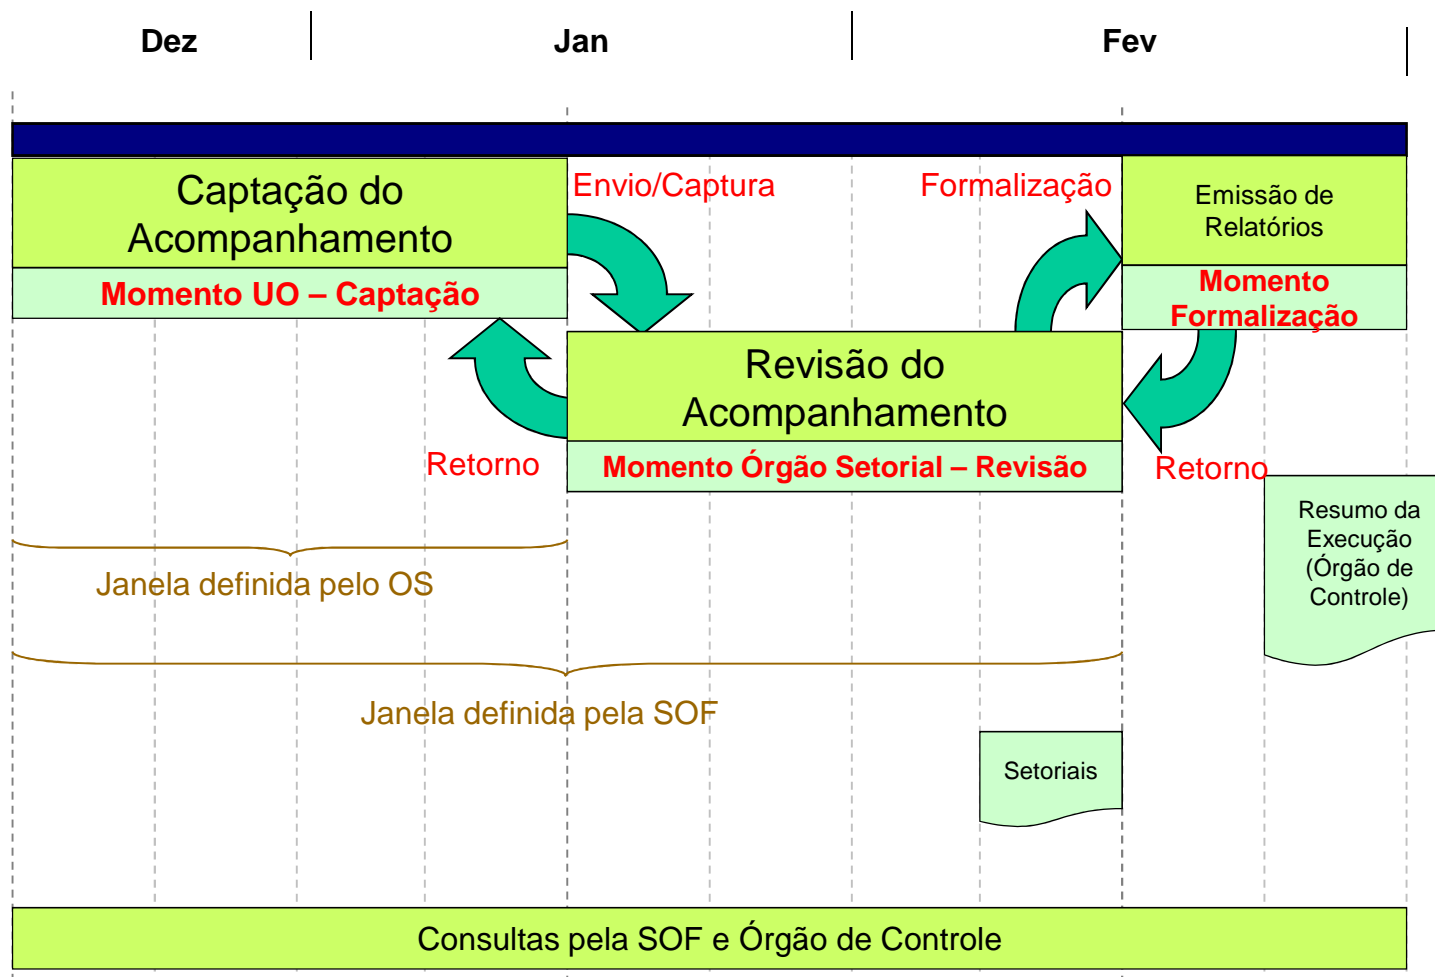 Dez
Jan
Fev
Captação do
Acompanhamento
Momento UO – Captação
Envio/Captura
Formalização
Emissão de
Relatórios
Momento
Formalização
Revisão do
Acompanhamento
Momento Órgão Setorial – Revisão
Retorno
Retorno
Resumo da
Execução
(Órgão de
Controle)
Janela definida pelo OS
Janela definida pela SOF
Setoriais
Consultas pela SOF e Órgão de Controle